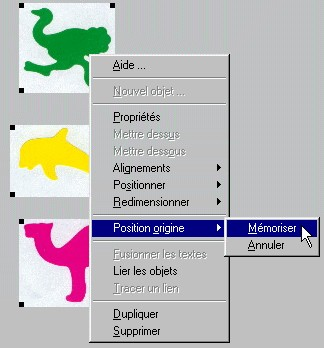 Aide ...
Nouvel objet ...
Propriétés
Mettre dessus
Mettre dessous
Alignements
Positionner
Redimensionner
Position origine
Mémoriser
Annuler
Fusionner les textes
Lier les objets
Tracer un lien
Dupliquer
Supprimer